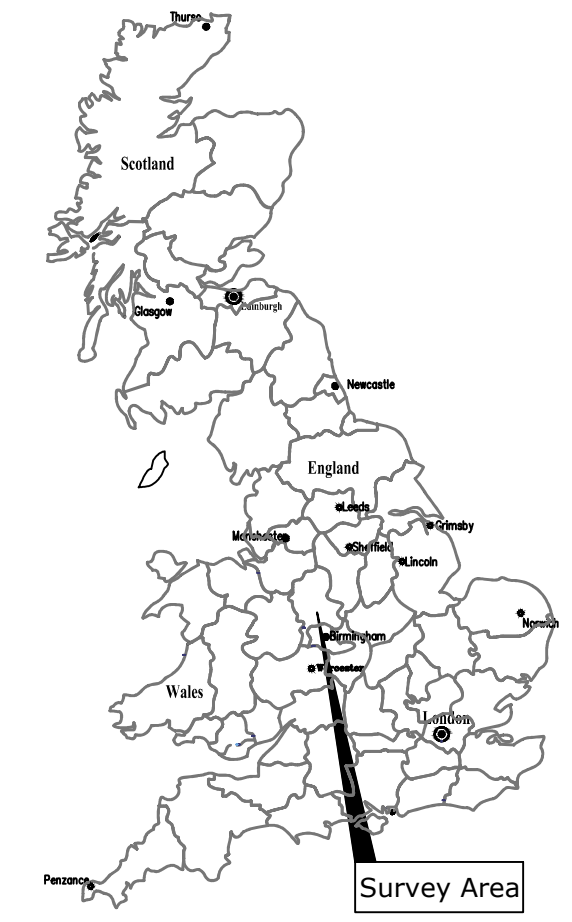 Thurso
Scotland
Edinburgh
Glasgow
Newcastle
England
Leeds
Grimsby
Manchester
Sheffield
Lincoln
Norwich
Birmingham
Worcester
Wales
London
Penzance
Survey Area